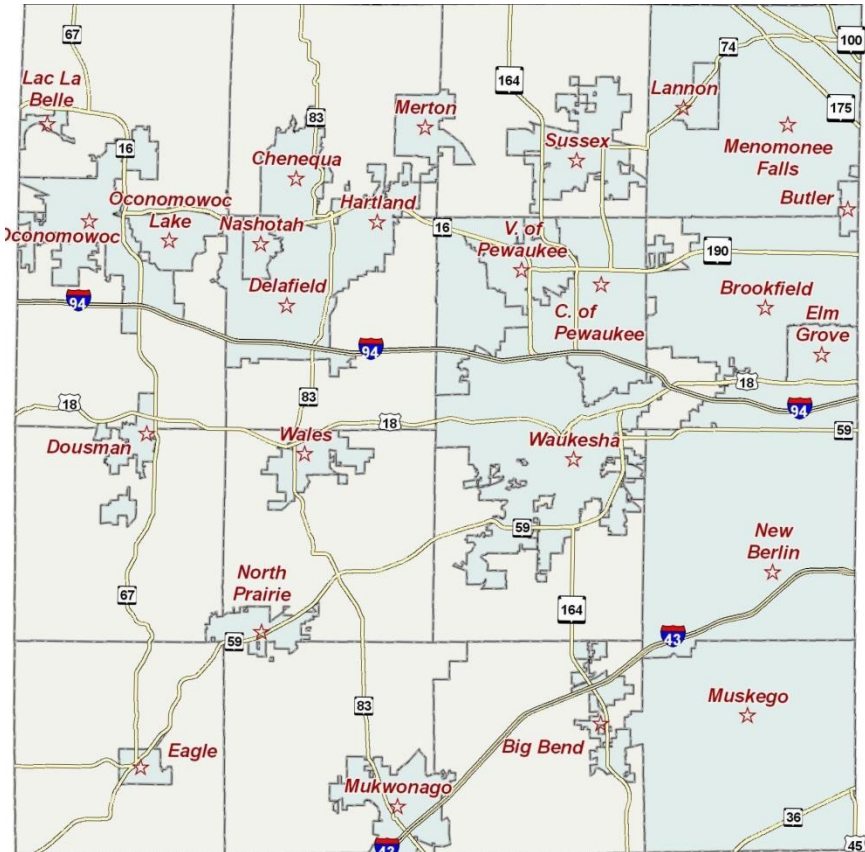 67
100
74
164
Lac La
Belle
Lannon
Merton
175
83
Sussex
16
Chenequa
Menomonee
Falls
Oconomowoc
Lake
Hartland
Butler
Oconomowoc
Nashotah
16
V. of
Pewaukee
190
94
Delafield
C. of
Pewaukee
Brookfield
Elm
Grove
94
18
83
18
94
18
Dousman
Wales
Waukesha
59
59
67
North
Prairie
New
Berlin
164
59
43
83
Muskego
Eagle
Big Bend
Mukwonago
36
43
45